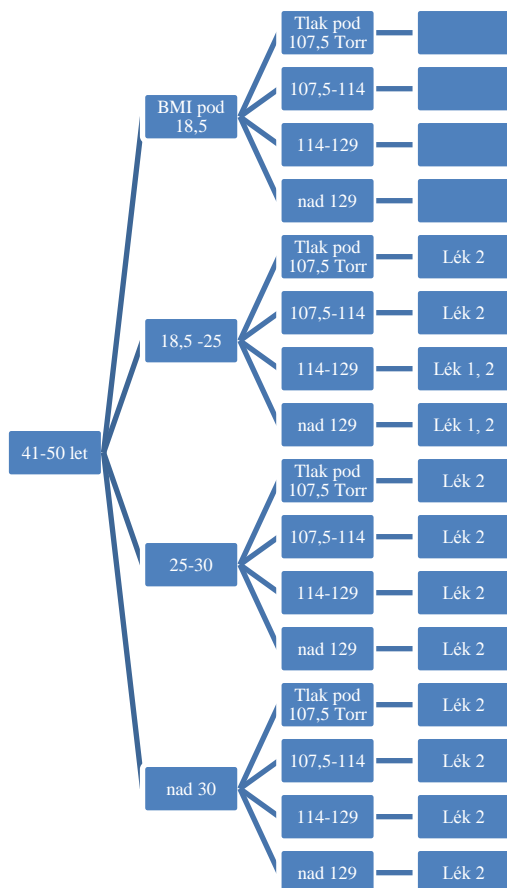 41-50 let
BMI pod
18,5
Tlak pod
107,5 Torr
107,5-114
114-129
nad 129
18,5 -25
Tlak pod
107,5 Torr
Lék 2
107,5-114
Lék 2
114-129
Lék 1, 2
nad 129
Lék 1, 2
25-30
Tlak pod
107,5 Torr
Lék 2
107,5-114
Lék 2
114-129
Lék 2
nad 129
Lék 2
nad 30
Tlak pod
107,5 Torr
Lék 2
107,5-114
Lék 2
114-129
Lék 2
nad 129
Lék 2